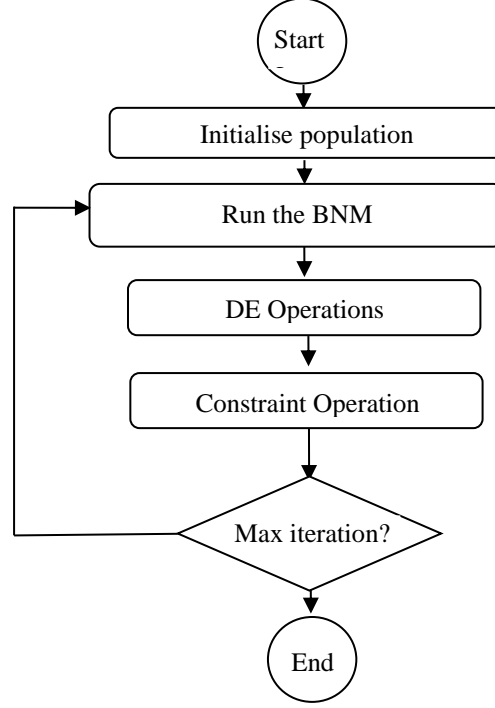 Start
Initialise population
Run the BNM
DE Operations
Constraint Operation
Max iteration?
End